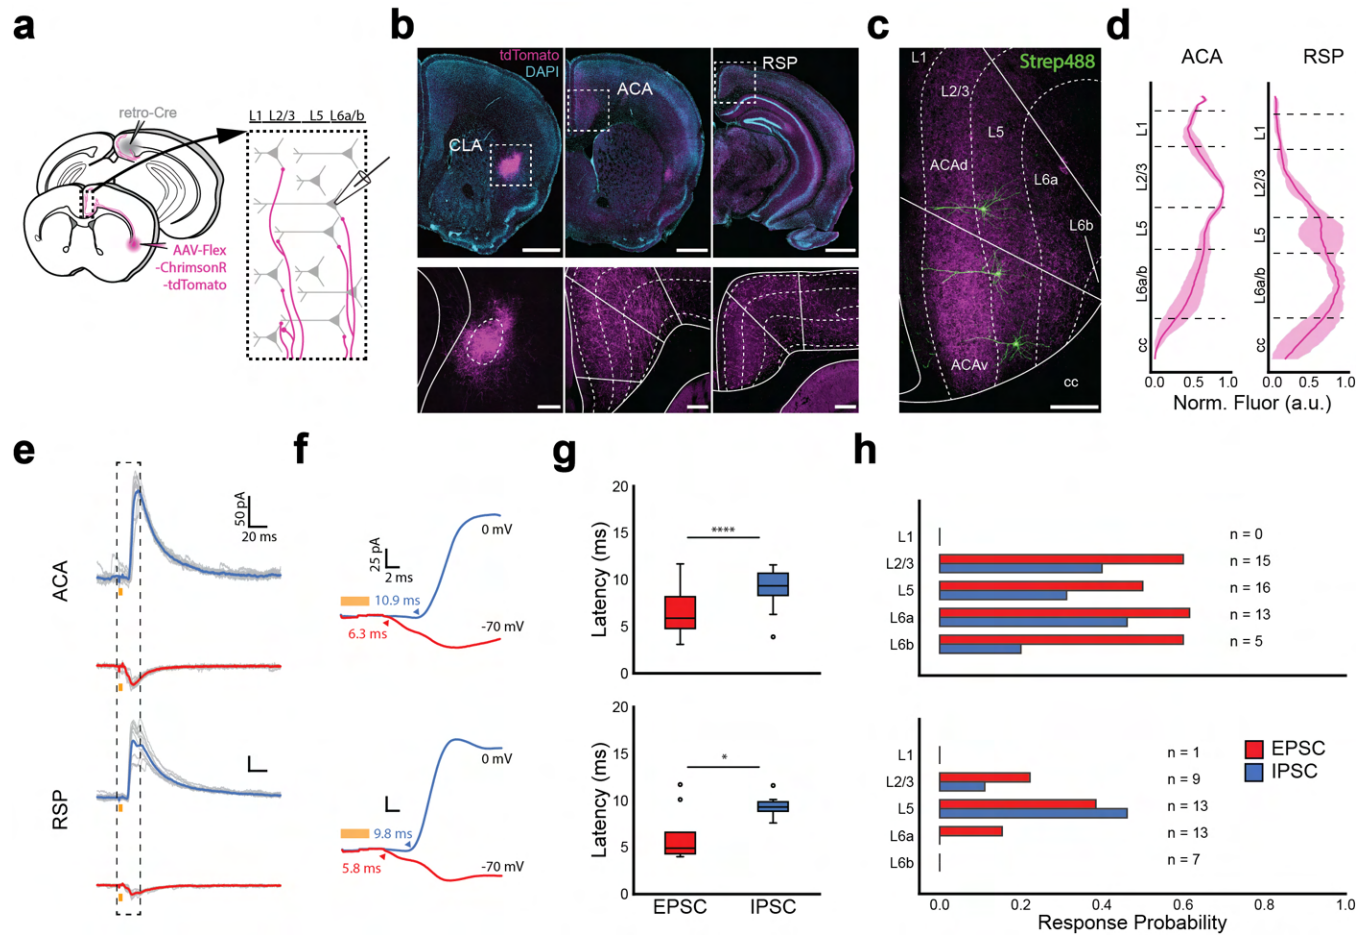 a
retro-Cre
L1 L2/3 L5 L6a/b
AAV-Flex
-ChrimsonR
-tdTomato
b
tdTomato
DAPI
CLA
ACA
RSP
c
L1
Strep488
L2/3
L5
ACAd
L6a
L6b
ACAv
cc
d
ACA
RSP
L1
L2/3
L5
L6a/b
cc
L1
L2/3
L5
L6a/b
cc
0.0 0.5 1.0
0.0 0.5 1.0
Norm. Fluor (a.u.)
e
50 pA
20 ms
ACA
RSP
f
0 mV
25 pA
2 ms
10.9 ms
6.3 ms
-70 mV
0 mV
9.8 ms
5.8 ms
-70 mV
g
20
15
10
5
0
Latency (ms)
****
20
15
10
5
0
Latency (ms)
*
EPSC IPSC
h
L1 n = 0
L2/3 n = 15
L5 n = 16
L6a n = 13
L6b n = 5
L1 n = 1
L2/3 n = 9
L5 n = 13
L6a n = 13
L6b n = 7
EPSC
IPSC
0.0 0.2 0.4 0.6 0.8 1.0
Response Probability